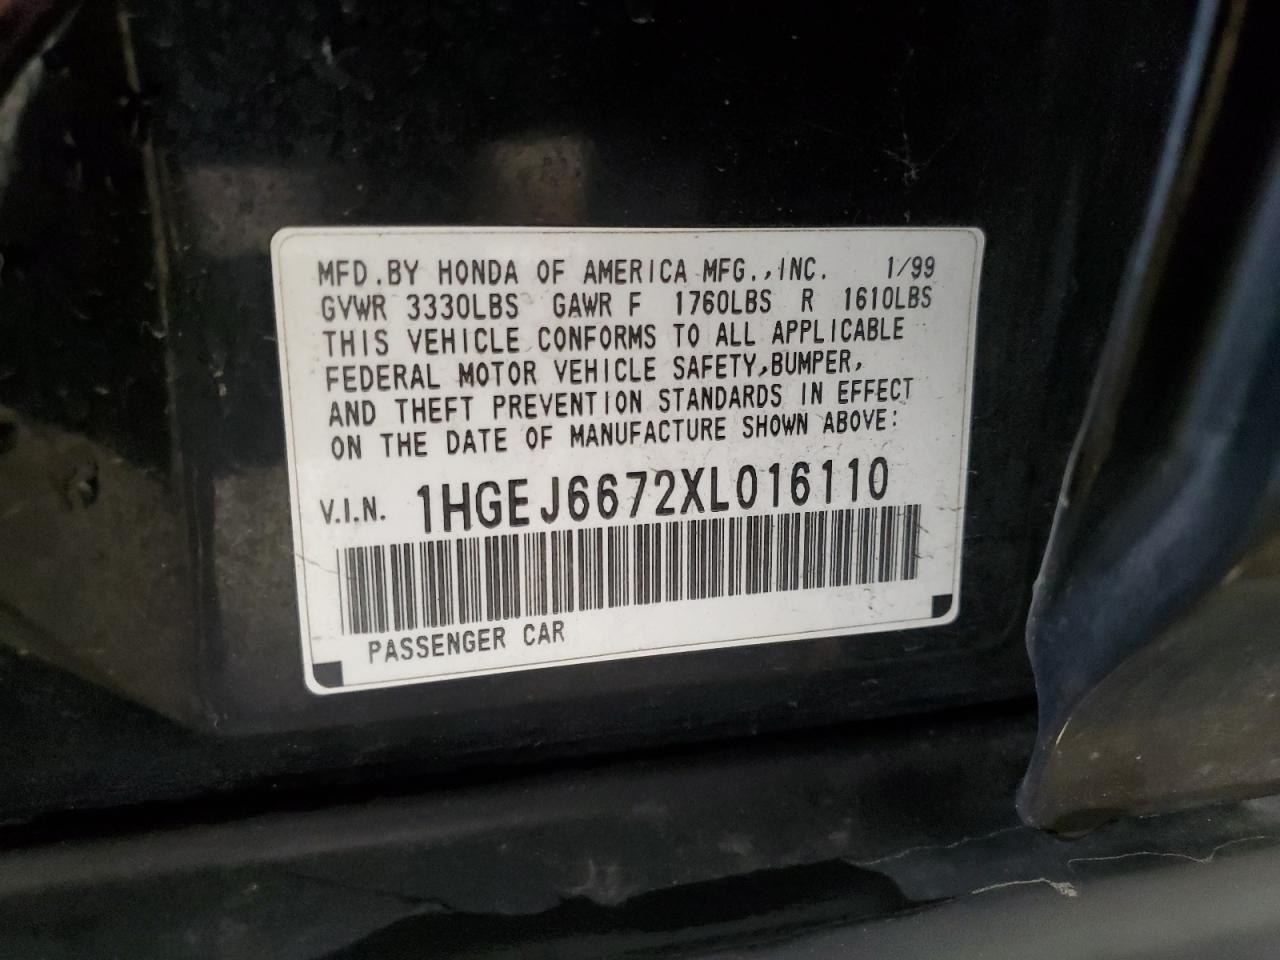 MFD.BY HONDA OF AMERICA MFG.,INC. 1/99
GVWR 3330LBS GAWR F 1760LBS R 1610LBS
THIS VEHICLE CONFORMS TO ALL APPLICABLE
FEDERAL MOTOR VEHICLE SAFETY,BUMPER,
AND THEFT PREVENTION STANDARDS IN EFFECT
ON THE DATE OF MANUFACTURE SHOWN ABOVE:
V.I.N. 1HGEJ6672XL016110
PASSENGER CAR